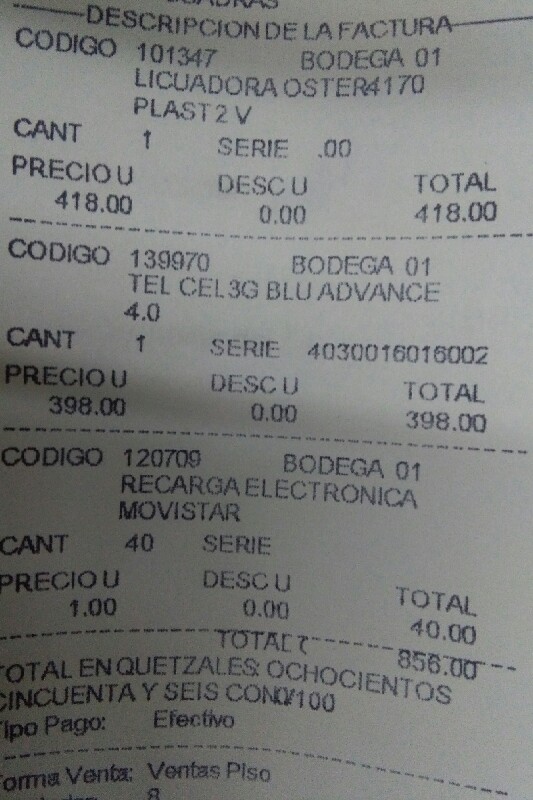 DESCRIPCION DE LA FACTURA
CODIGO 101347 BODEGA 01
LICUADORA OSTER4170
PLAST 2 V
CANT 1 SERIE .00
PRECIO U DESC U TOTAL
418.00 0.00 418.00
CODIGO 139970 BODEGA 01
TEL CEL3G BLU ADVANCE
4.0
CANT 1 SERIE 4030016016002
PRECIO U DESC U TOTAL
398.00 0.00 398.00
CODIGO 120709 BODEGA 01
RECARGA ELECTRONICA
MOVISTAR
CANT 40 SERIE
PRECIO U DESC U TOTAL
1.00 0.00 40.00
TOTAL 856.00
TOTAL EN QUETZALES: OCHOCIENTOS
CINCUENTA Y SEIS CON0/100
Tipo Pago: Efectivo
Forma Venta: Ventas Piso
8